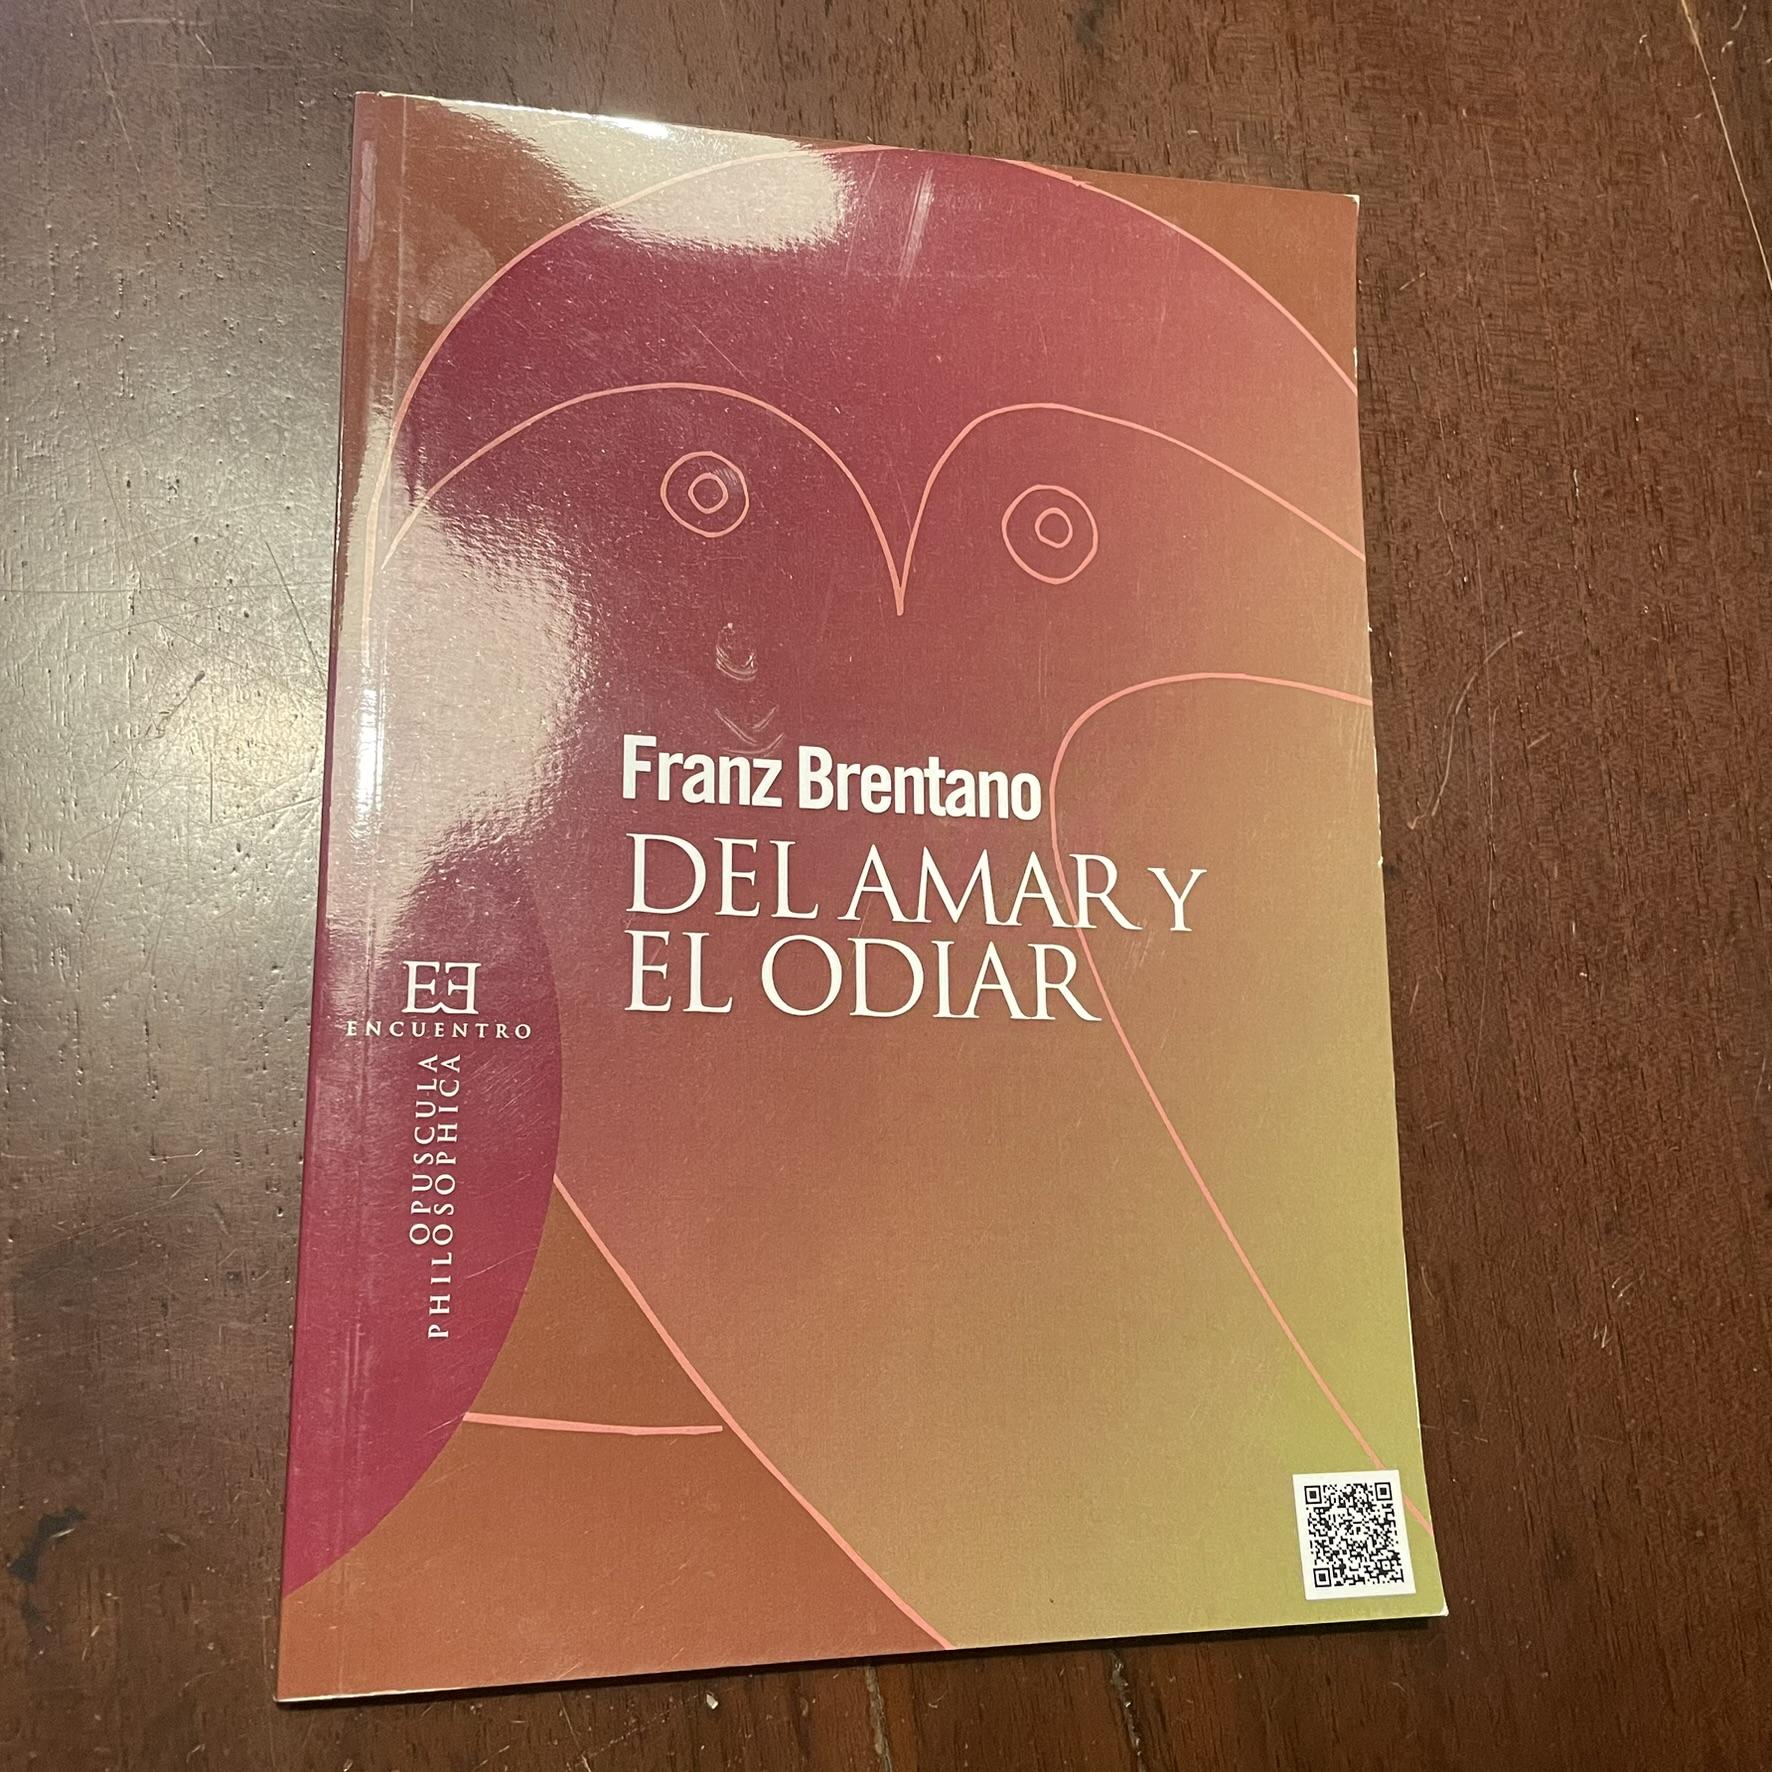 Franz Brentano
DEL AMAR Y
EL ODIAR
EE
ENCUENTRO
OPUSCULA
PHILOSOPHICA